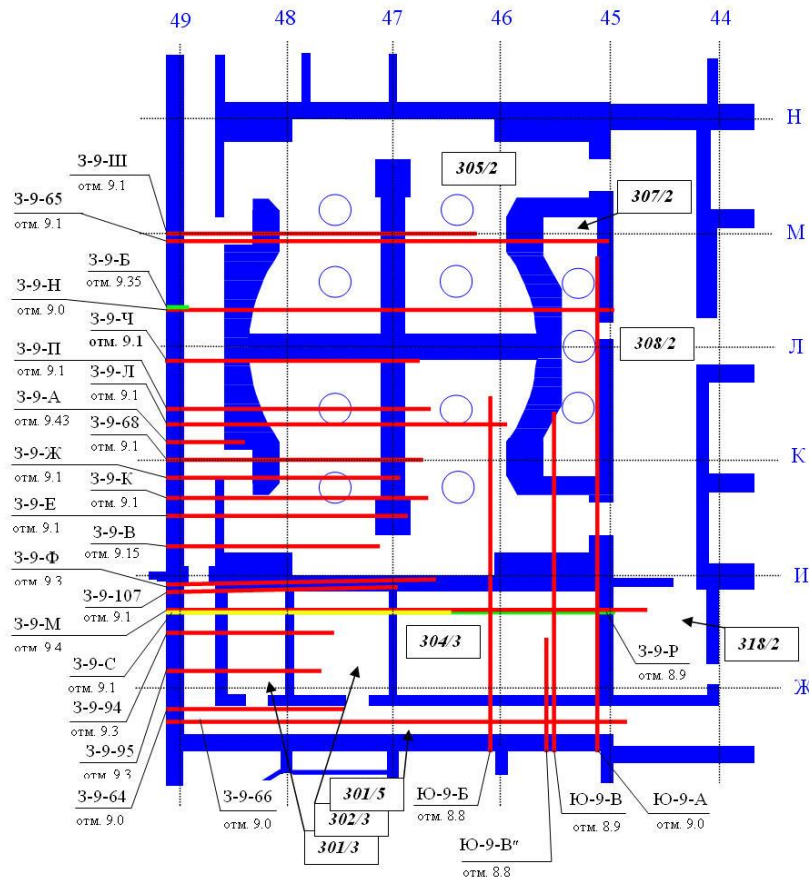 49 48 47 46 45 44
Н
З-9-Ш
отм. 9.1
305/2
307/2
З-9-65
отм. 9.1
М
З-9-Б
отм. 9.35
З-9-Н
отм. 9.0
З-9-Ч
отм. 9.1
308/2
Л
З-9-П
отм. 9.1
З-9-Л
отм. 9.1
З-9-А
отм. 9.43
З-9-68
отм. 9.1
З-9-Ж
отм. 9.1
К
З-9-К
отм. 9.1
З-9-Е
отм. 9.1
З-9-В
отм. 9.15
З-9-Ф
отм. 9.3
И
З-9-107
отм. 9.1
З-9-М
отм. 9.4
304/3
З-9-Р
отм. 8.9
318/2
З-9-С
отм. 9.1
Ж
З-9-94
отм. 9.3
З-9-95
отм. 9.3
З-9-64
отм. 9.0
З-9-66
отм. 9.0
301/5
302/3
301/3
Ю-9-Б
отм. 8.8
Ю-9-В"
отм. 8.8
Ю-9-В
отм. 8.9
Ю-9-А
отм. 9.0